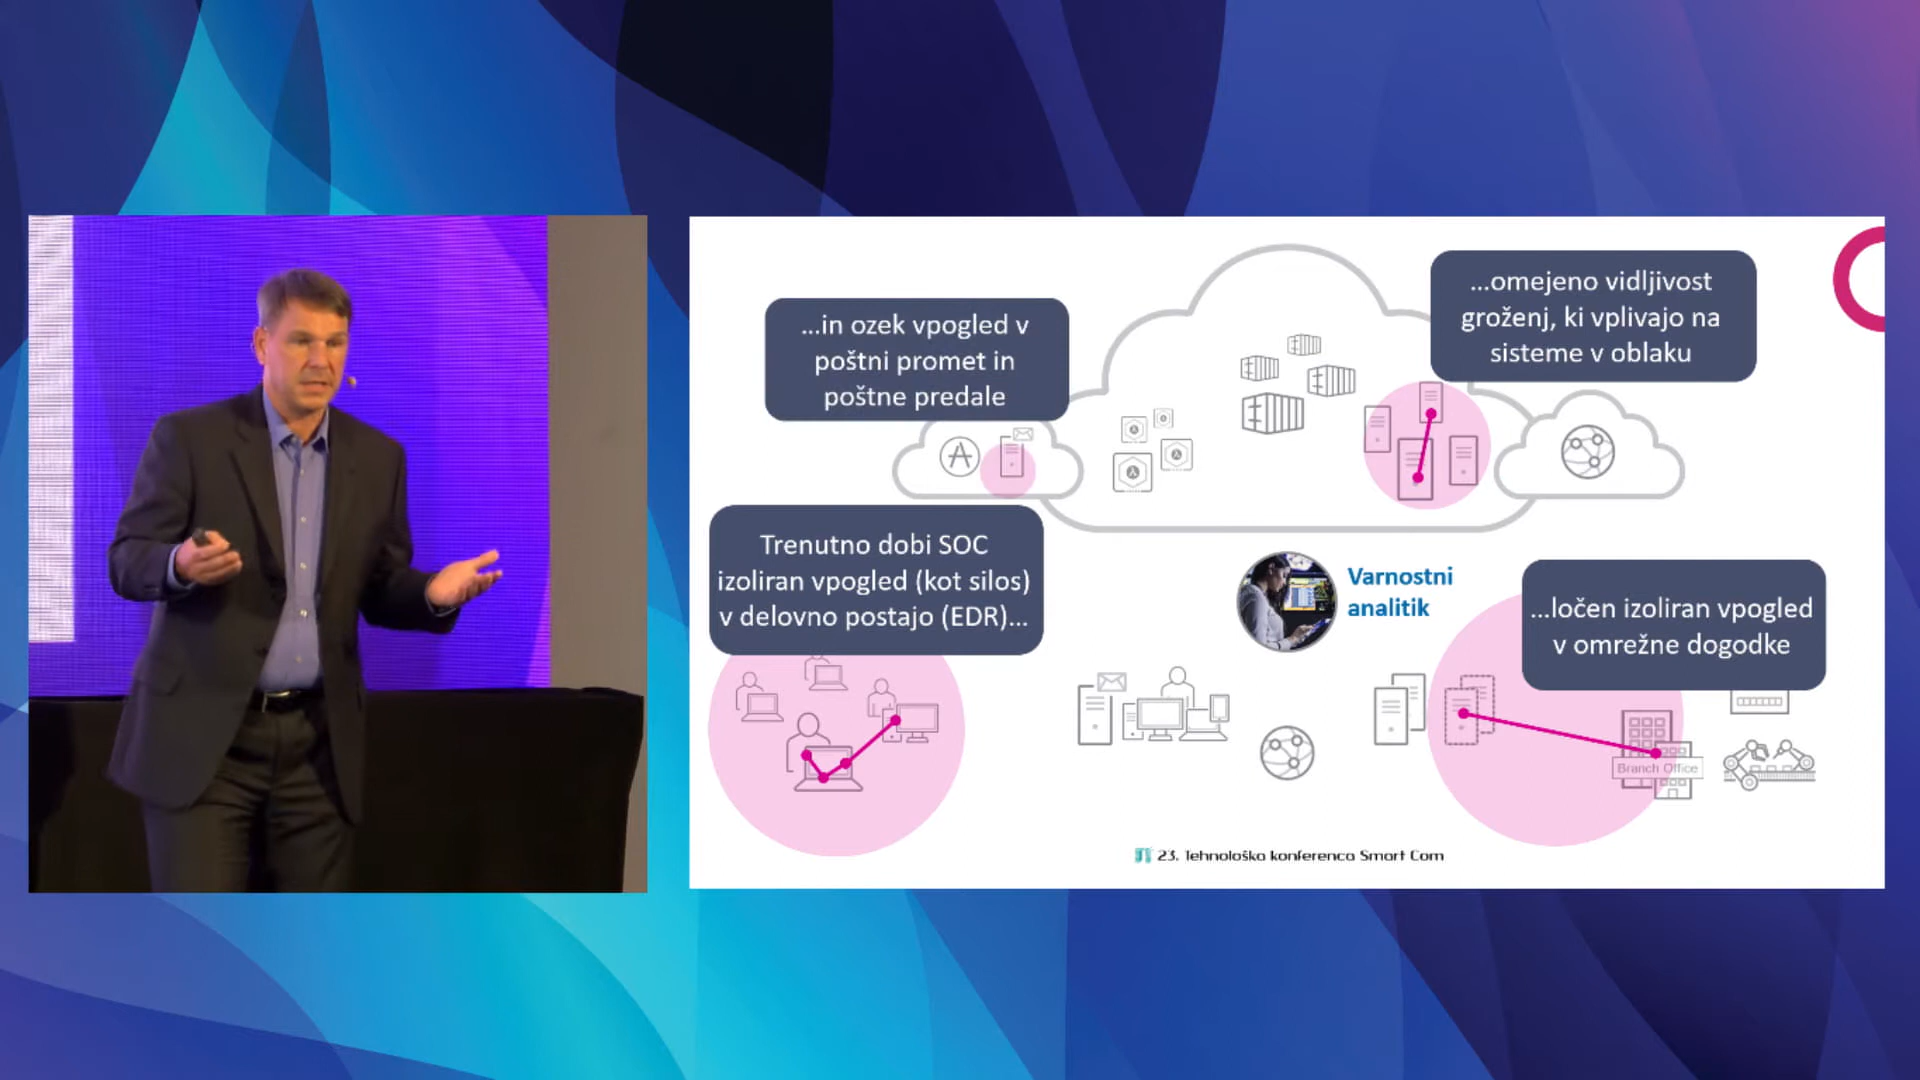 ...in ozek vpogled v
poštni promet in
poštne predale
...omejeno vidljivost
groženj, ki vplivajo na
sisteme v oblaku
Trenutno dobi SOC
izoliran vpogled (kot silos)
v delovno postajo (EDR)...
Varnostni
analitik
...ločen izoliran vpogled
v omrežne dogodke
Branch Office
23. Tehnološka konferenca Smart Com